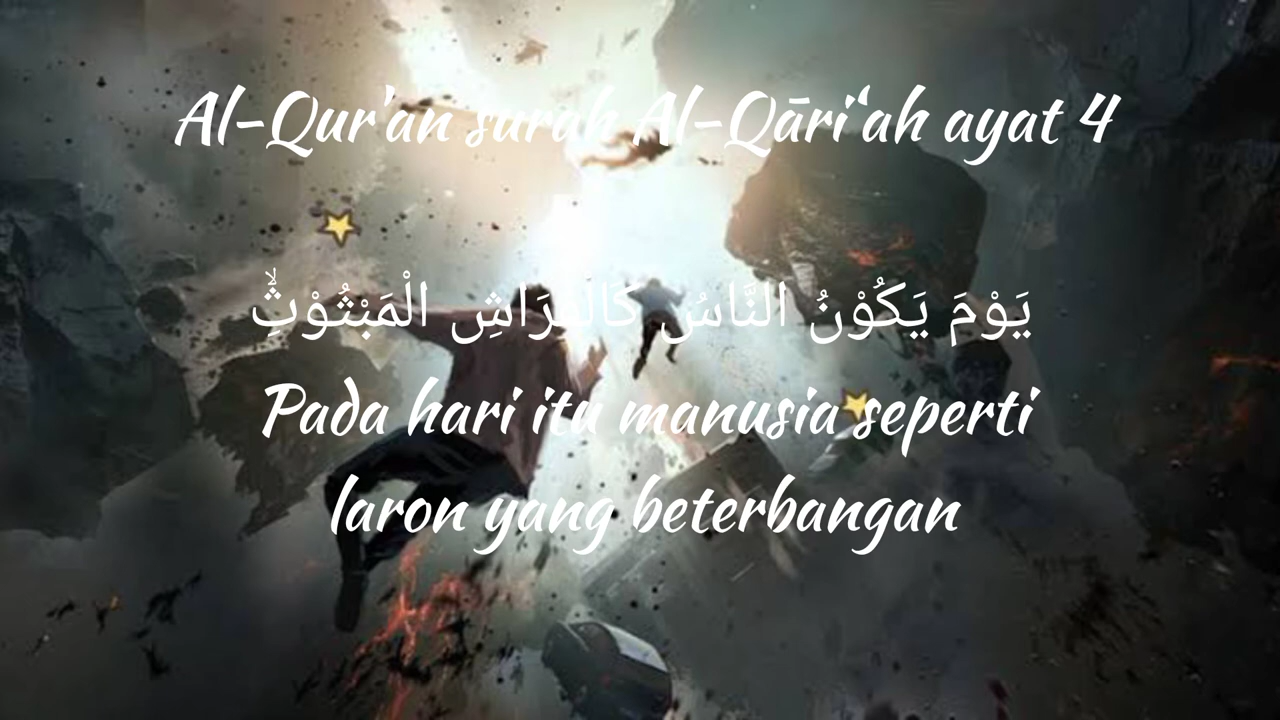 Al-Qur'an surah Al-Qāri‘ah ayat 4
يَوْمَ يَكُوْنُ النَّاسُ كَالْفَرَاشِ الْمَبْثُوْثِۙ
Pada hari itu manusia seperti
laron yang beterbangan